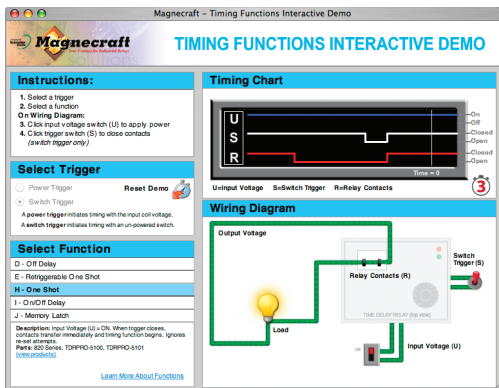 Magnecraft – Timing Functions Interactive Demo
Magnecraft
solutions
TIMING FUNCTIONS INTERACTIVE DEMO
Instructions:
1. Select a trigger
2. Select a function
On Wiring Diagram:
3. Click input voltage switch (U) to apply power
4. Click trigger switch (S) to close contacts
(switch trigger only)
Select Trigger
Power Trigger
Reset Demo
Switch Trigger
A power trigger initiates timing with the input coil voltage.
A switch trigger initiates timing with an un-powered switch.
Select Function
D - Off Delay
E - Retriggerable One Shot
H - One Shot
I - On/Off Delay
J - Memory Latch
Description: Input Voltage (U) = ON. When trigger closes,
contacts transfer immediately and timing function begins. Ignores
re-set attempts.
Parts: 820 Series, TDRPRO-5100, TDRPRO-5101
(view products)
Learn More About Functions
Timing Chart
U
S
R
On
Off
Closed
Open
Closed
Open
Time = 0
U=Input Voltage S=Switch Trigger R=Relay Contacts
3
Wiring Diagram
Output Voltage
Relay Contacts (R)
Switch
Trigger (S)
TIME DELAY RELAY (top view)
Load
ON
Input Voltage (U)